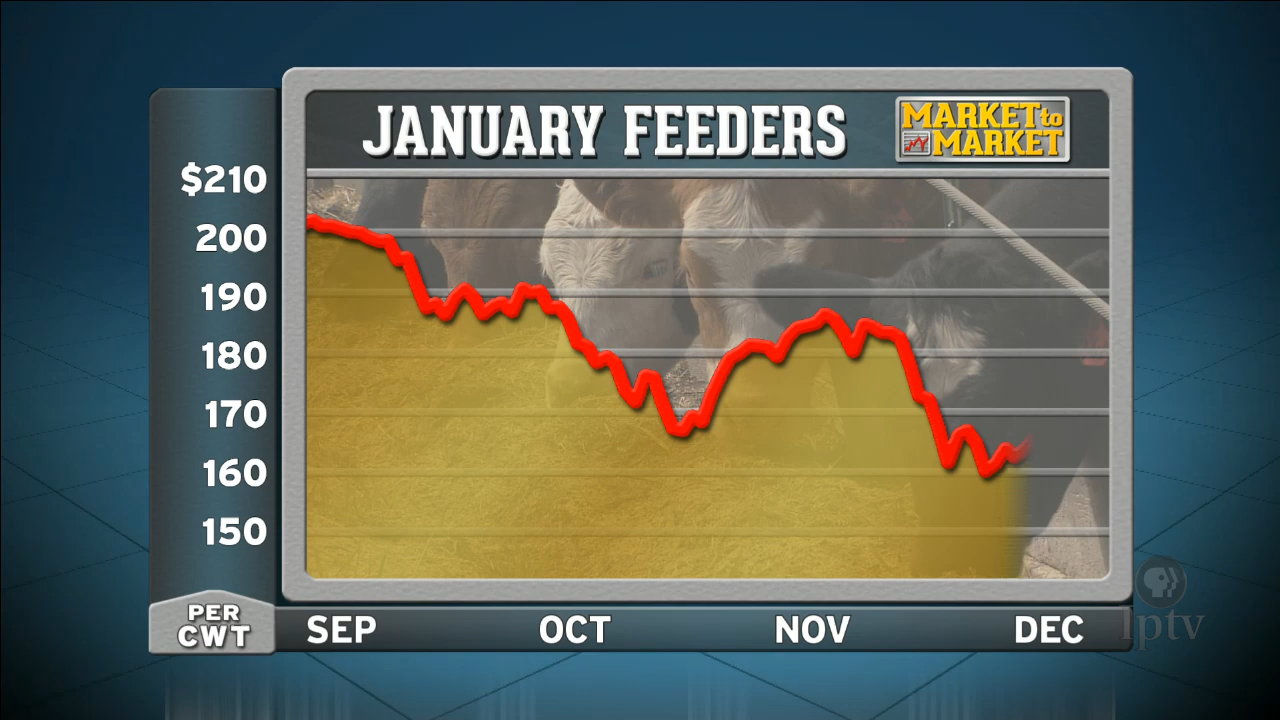 JANUARY FEEDERS
MARKET to
MARKET
$210
200
190
180
170
160
150
PER
CWT
SEP OCT NOV DEC
Iptv